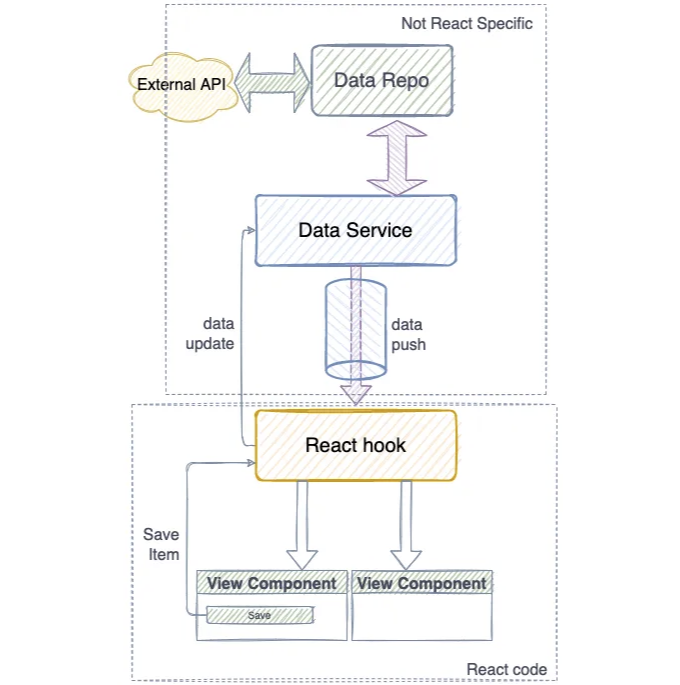 Not React Specific
External API
Data Repo
Data Service
data
update
data
push
React hook
Save
Item
View Component
View Component
Save
React code